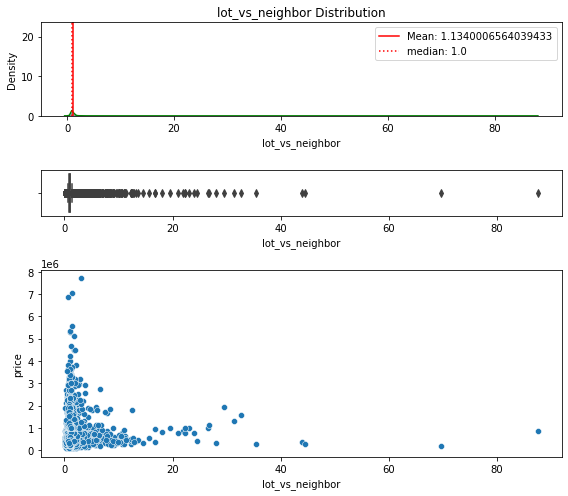 lot_vs_neighbor Distribution
Mean: 1.1340006564039433
median: 1.0
Density
20
10
0
0 20 40 60 80
lot_vs_neighbor
0 20 40 60 80
lot_vs_neighbor
1e6
price
8
7
6
5
4
3
2
1
0
0 20 40 60 80
lot_vs_neighbor